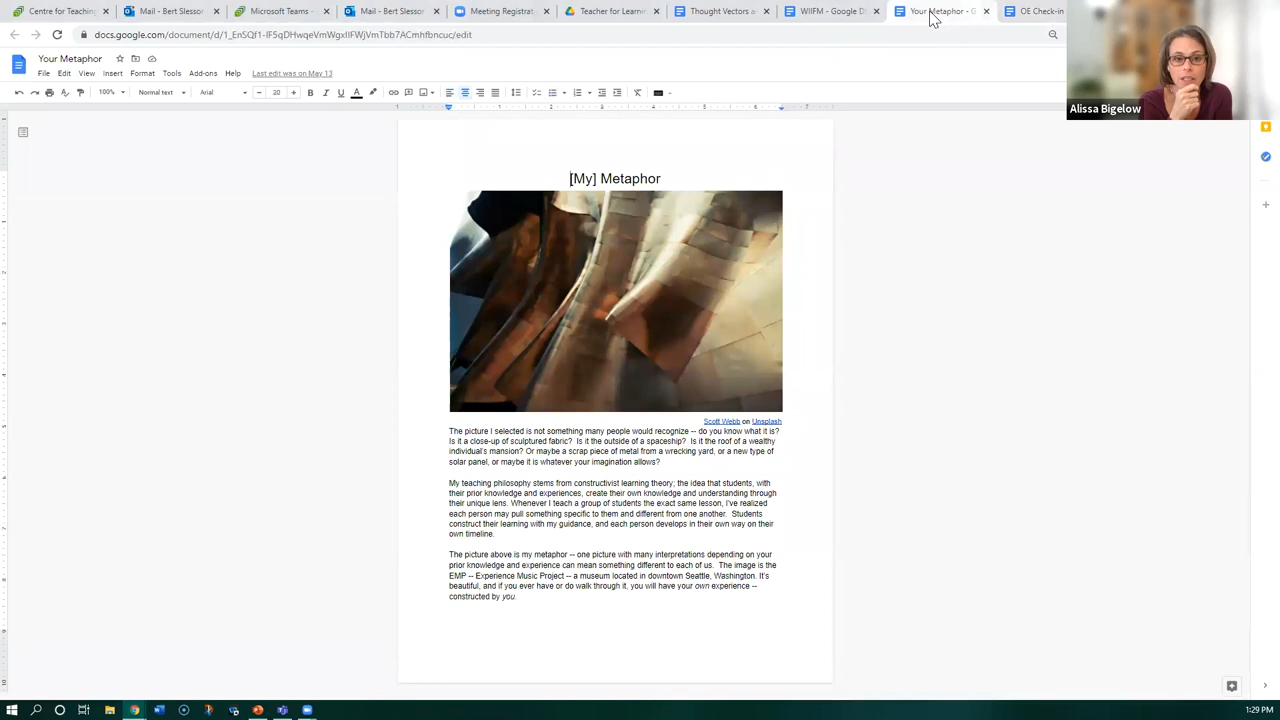 Centre for Teaching
Mail - Bert Slessor
Microsoft Teams -
Mail - Bert Slessor
Meeting Registrat
Teacher for Learnin
Thought Vectors a
WIIFM - Google Do
Your Metaphor - G
OE Check-in
docs.google.com/document/d/1_EnSQf1-IF5qDHwqeVmWgxIlFWjVmTbb7ACmhfbncuc/edit
Your Metaphor
File Edit View Insert Format Tools Add-ons Help Last edit was on May 13
100% Normal text Arial 20 B I U A
Alissa Bigelow
[My] Metaphor
Scott Webb on Unsplash
The picture I selected is not something many people would recognize -- do you know what it is?
Is it a close-up of sculptured fabric? Is it the outside of a spaceship? Is it the roof of a wealthy
individual's mansion? Or maybe a scrap piece of metal from a wrecking yard, or a new type of
solar panel, or maybe it is whatever your imagination allows?
My teaching philosophy stems from constructivist learning theory; the idea that students, with
their prior knowledge and experiences, create their own knowledge and understanding through
their unique lens. Whenever I teach a group of students the exact same lesson, I've realized
each person may pull something specific to them and different from one another. Students
construct their learning with my guidance, and each person develops in their own way on their
own timeline.
The picture above is my metaphor -- one picture with many interpretations depending on your
prior knowledge and experience can mean something different to each of us. The image is the
EMP -- Experience Music Project -- a museum located in downtown Seattle, Washington. It's
beautiful, and if you ever have or do walk through it, you will have your own experience --
constructed by you.
1:29 PM